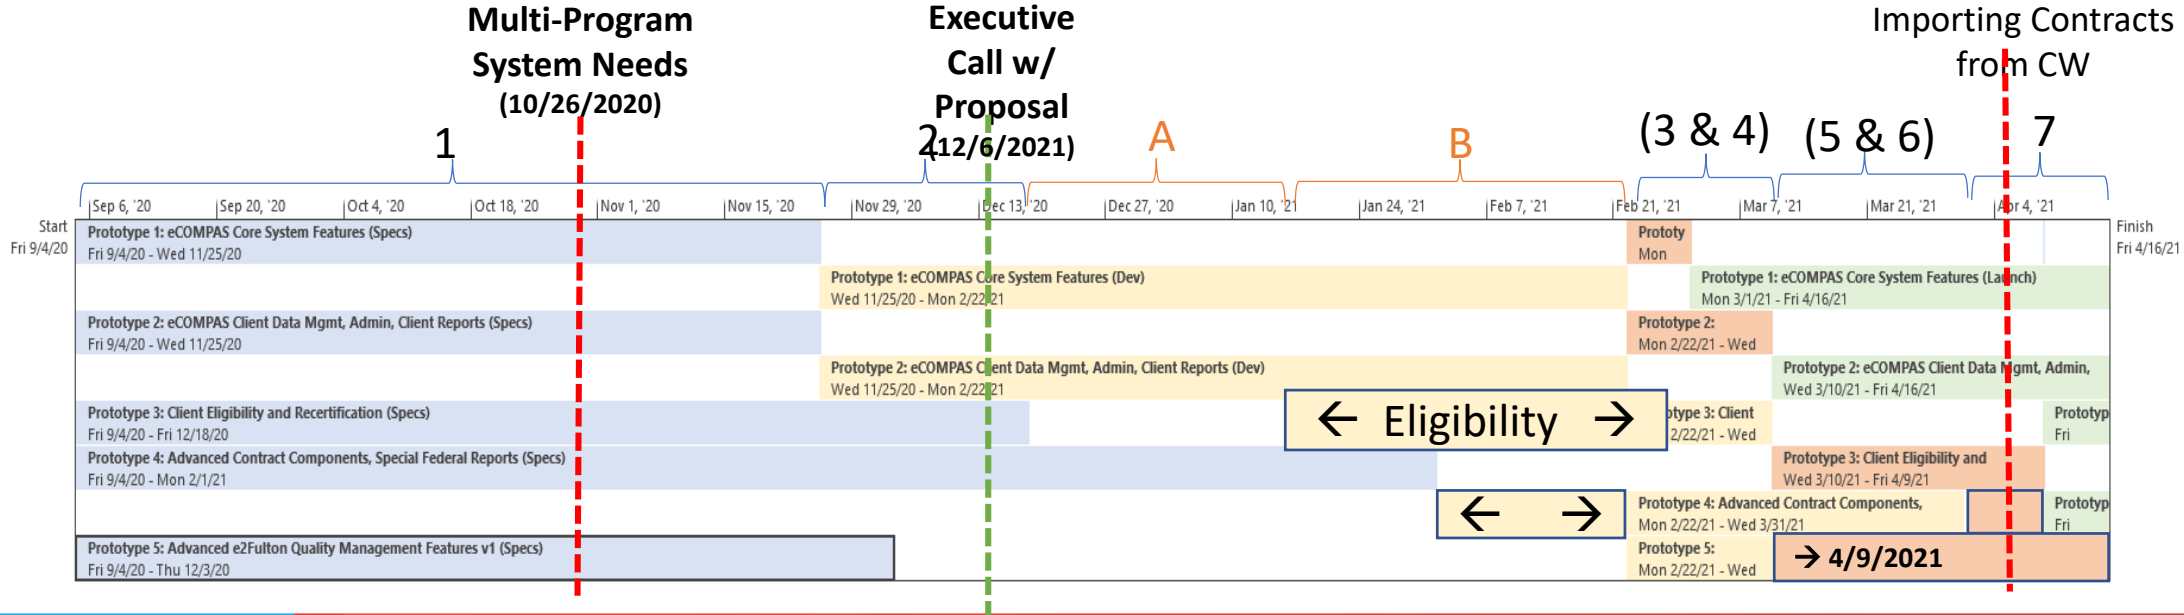 Multi-Program
System Needs
(10/26/2020)
Executive
Call w/
Proposal
(12/6/2021)
Importing Contracts
from CW
1
2
A
B
(3 & 4)
(5 & 6)
7
Sep 6, '20
Sep 20, '20
Oct 4, '20
Oct 18, '20
Nov 1, '20
Nov 15, '20
Nov 29, '20
Dec 13, '20
Dec 27, '20
Jan 10, '21
Jan 24, '21
Feb 7, '21
Feb 21, '21
Mar 7, '21
Mar 21, '21
Apr 4, '21
Start
Fri 9/4/20
Finish
Fri 4/16/21
Prototype 1: eCOMPAS Core System Features (Specs)
Fri 9/4/20 - Wed 11/25/20
Prototy
Mon
Prototype 1: eCOMPAS Core System Features (Dev)
Wed 11/25/20 - Mon 2/22/21
Prototype 1: eCOMPAS Core System Features (Launch)
Mon 3/1/21 - Fri 4/16/21
Prototype 2: eCOMPAS Client Data Mgmt, Admin, Client Reports (Specs)
Fri 9/4/20 - Wed 11/25/20
Prototype 2:
Mon 2/22/21 - Wed
Prototype 2: eCOMPAS Client Data Mgmt, Admin, Client Reports (Dev)
Wed 11/25/20 - Mon 2/22/21
Prototype 2: eCOMPAS Client Data Mgmt, Admin,
Wed 3/10/21 - Fri 4/16/21
Prototype 3: Client Eligibility and Recertification (Specs)
Fri 9/4/20 - Fri 12/18/20
← Eligibility →
otype 3: Client
2/22/21 - Wed
Prototyp
Fri
Prototype 4: Advanced Contract Components, Special Federal Reports (Specs)
Fri 9/4/20 - Mon 2/1/21
Prototype 3: Client Eligibility and
Wed 3/10/21 - Fri 4/9/21
← →
Prototype 4: Advanced Contract Components,
Mon 2/22/21 - Wed 3/31/21
Prototyp
Fri
Prototype 5: Advanced e2Fulton Quality Management Features v1 (Specs)
Fri 9/4/20 - Thu 12/3/20
Prototype 5:
Mon 2/22/21 - Wed
→ 4/9/2021